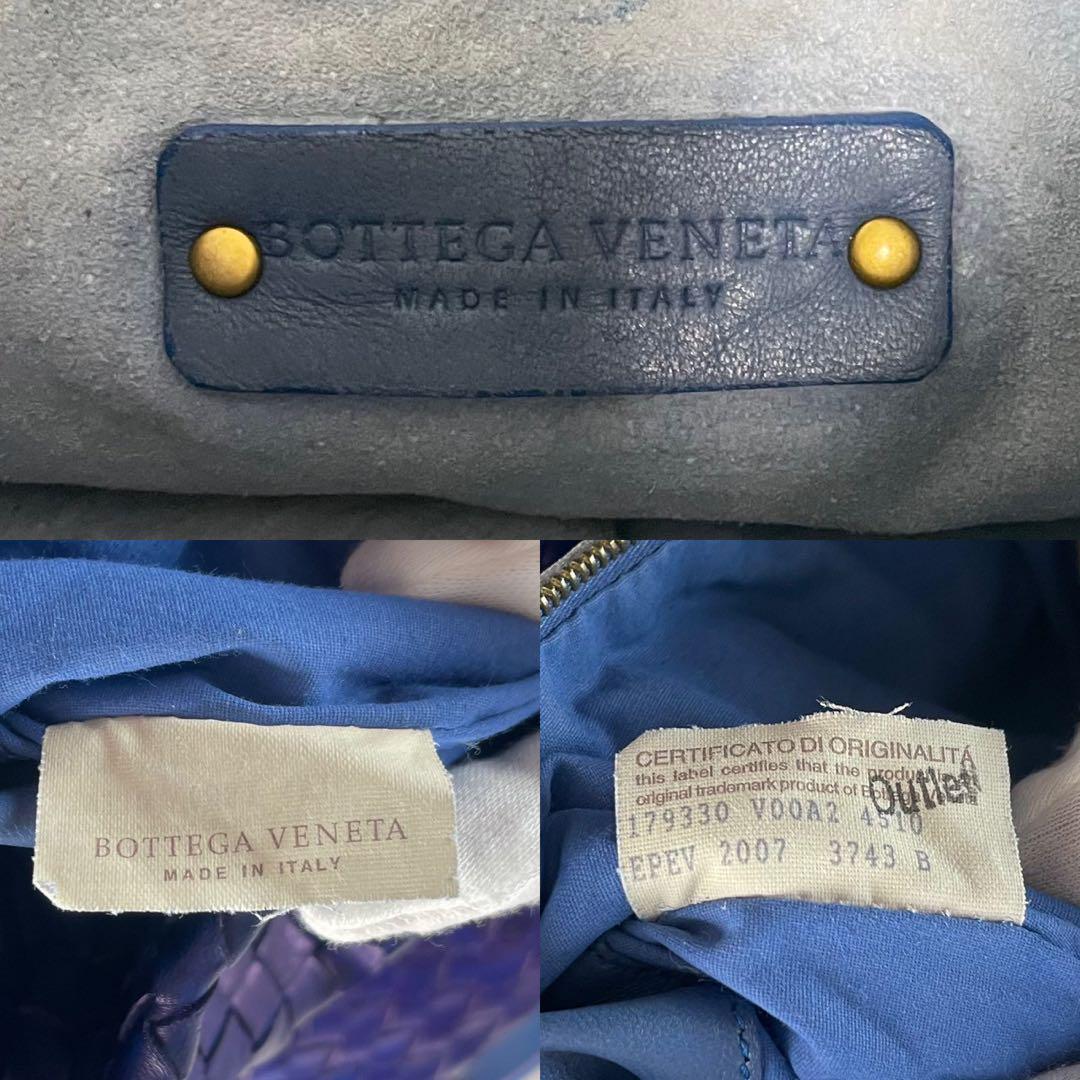 BOTTEGA VENETA
MADE IN ITALY
BOTTEGA VENETA
MADE IN ITALY
CERTIFICATO DI ORIGINALITÁ
this label certifies that the product
original trademark product of
Outlet
179330 V00A2 4510
EPEV 2007 3743 B